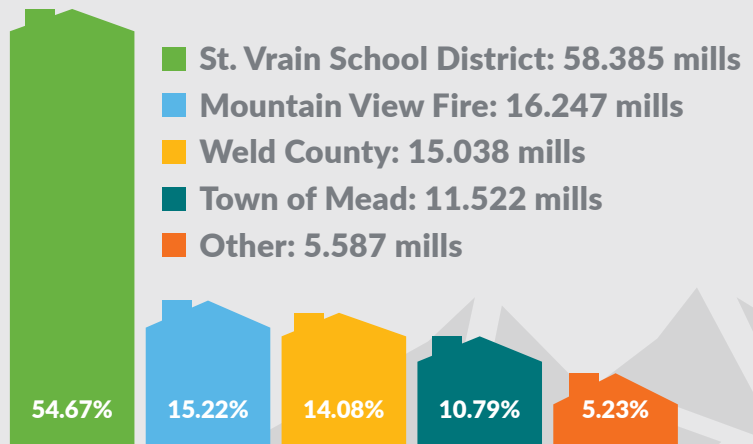 St. Vrain School District: 58.385 mills
Mountain View Fire: 16.247 mills
Weld County: 15.038 mills
Town of Mead: 11.522 mills
Other: 5.587 mills
54.67%
15.22%
14.08%
10.79%
5.23%